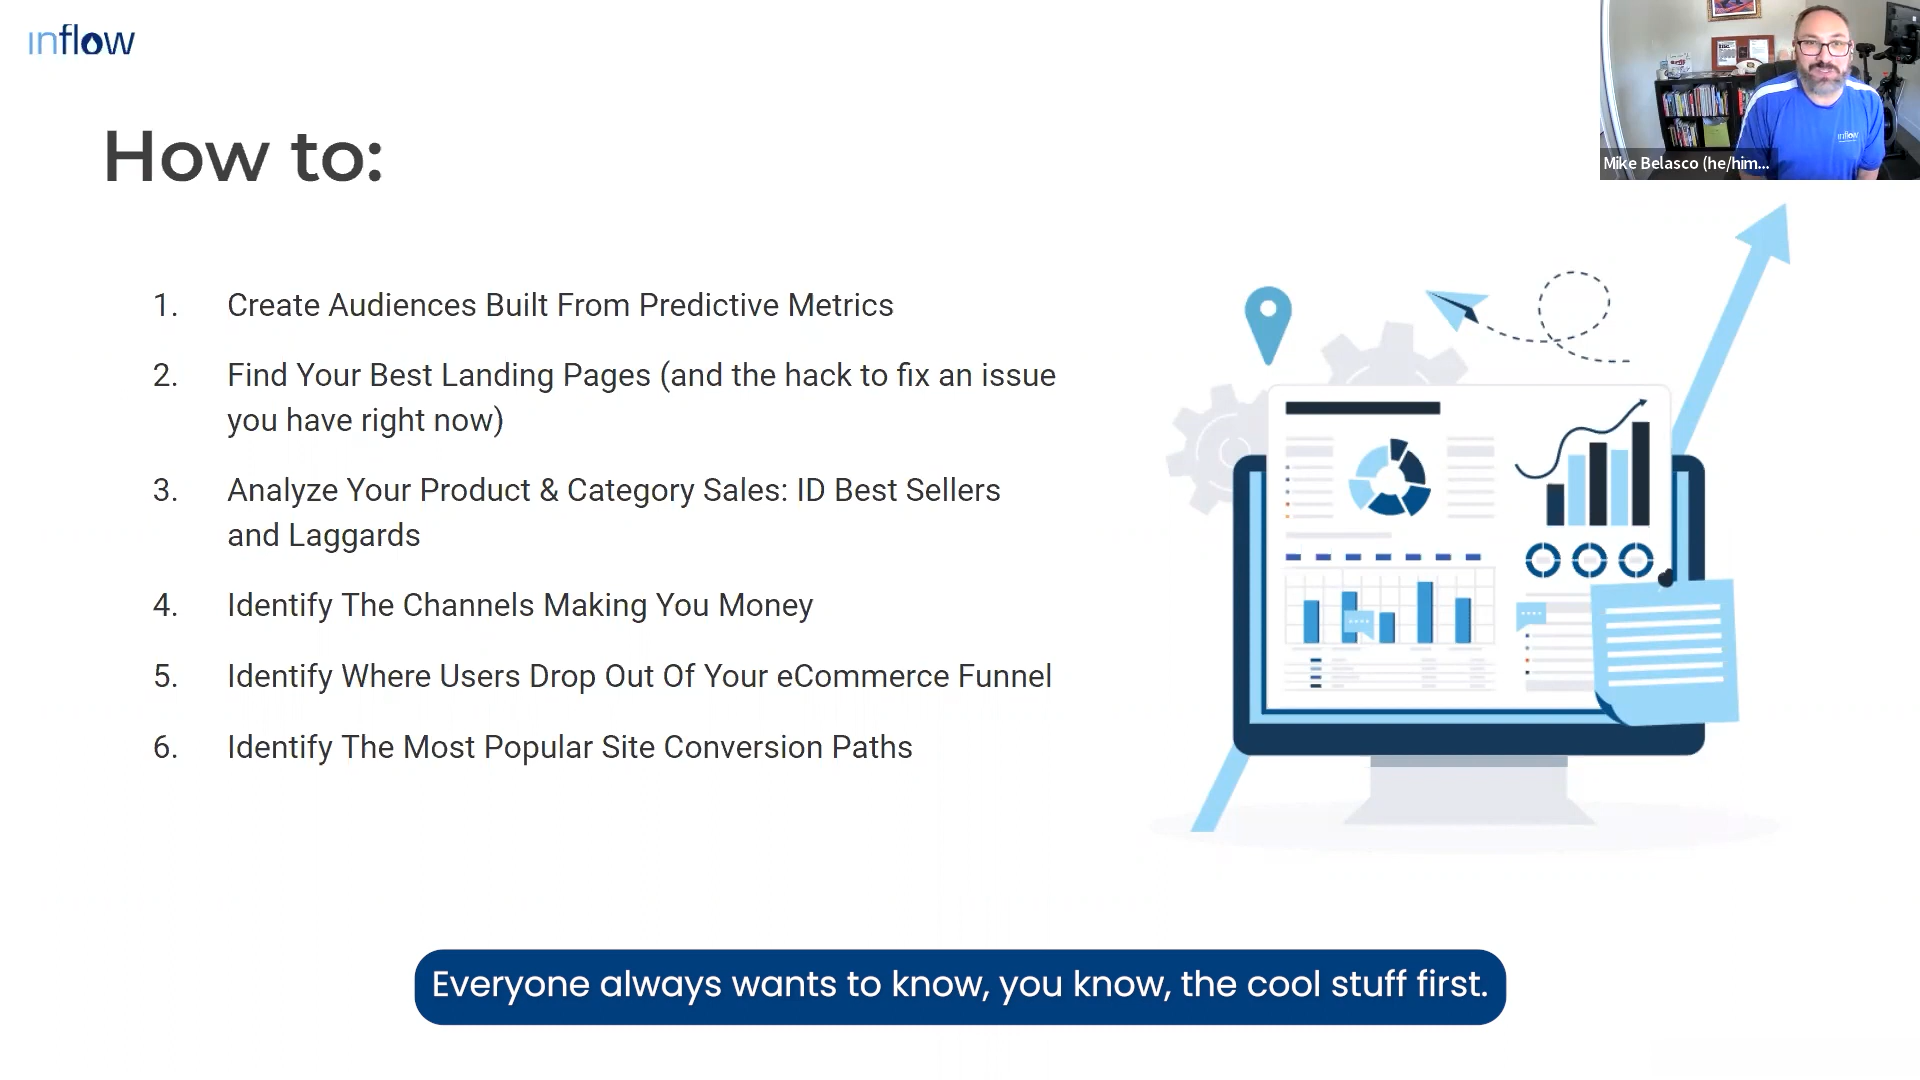 inflow
How to:
Mike Belasco (he/him...
inflow
1. Create Audiences Built From Predictive Metrics
2. Find Your Best Landing Pages (and the hack to fix an issue
you have right now)
3. Analyze Your Product & Category Sales: ID Best Sellers
and Laggards
4. Identify The Channels Making You Money
5. Identify Where Users Drop Out Of Your eCommerce Funnel
6. Identify The Most Popular Site Conversion Paths
Everyone always wants to know, you know, the cool stuff first.